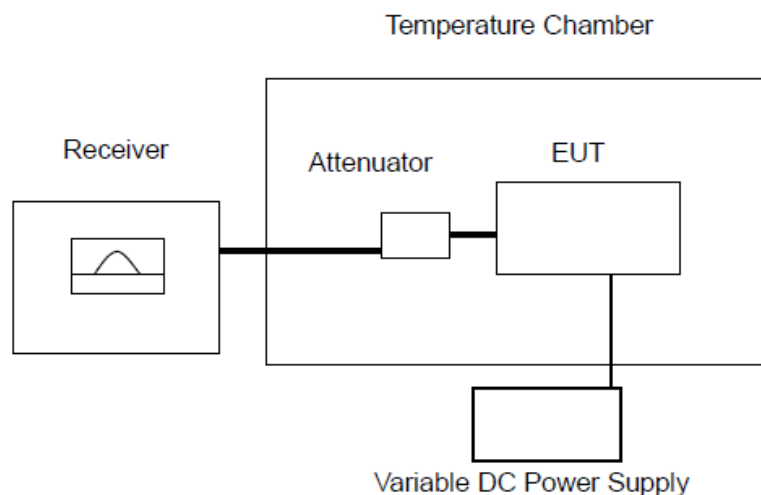 Temperature Chamber
Receiver
Attenuator
EUT
Variable DC Power Supply